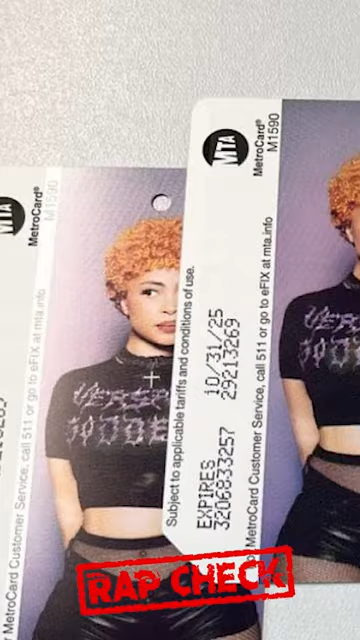 MTA
MetroCard®
M1590
MetroCard Customer Service, call 511 or go to eFIX at mta.info
MTA
MetroCard®
M1590
Subject to applicable tariffs and conditions of use.
EXPIRES 10/31/25
3206833257 29213269
MetroCard Customer Service, call 511 or go to eFIX at mta.info
RAP CHECK